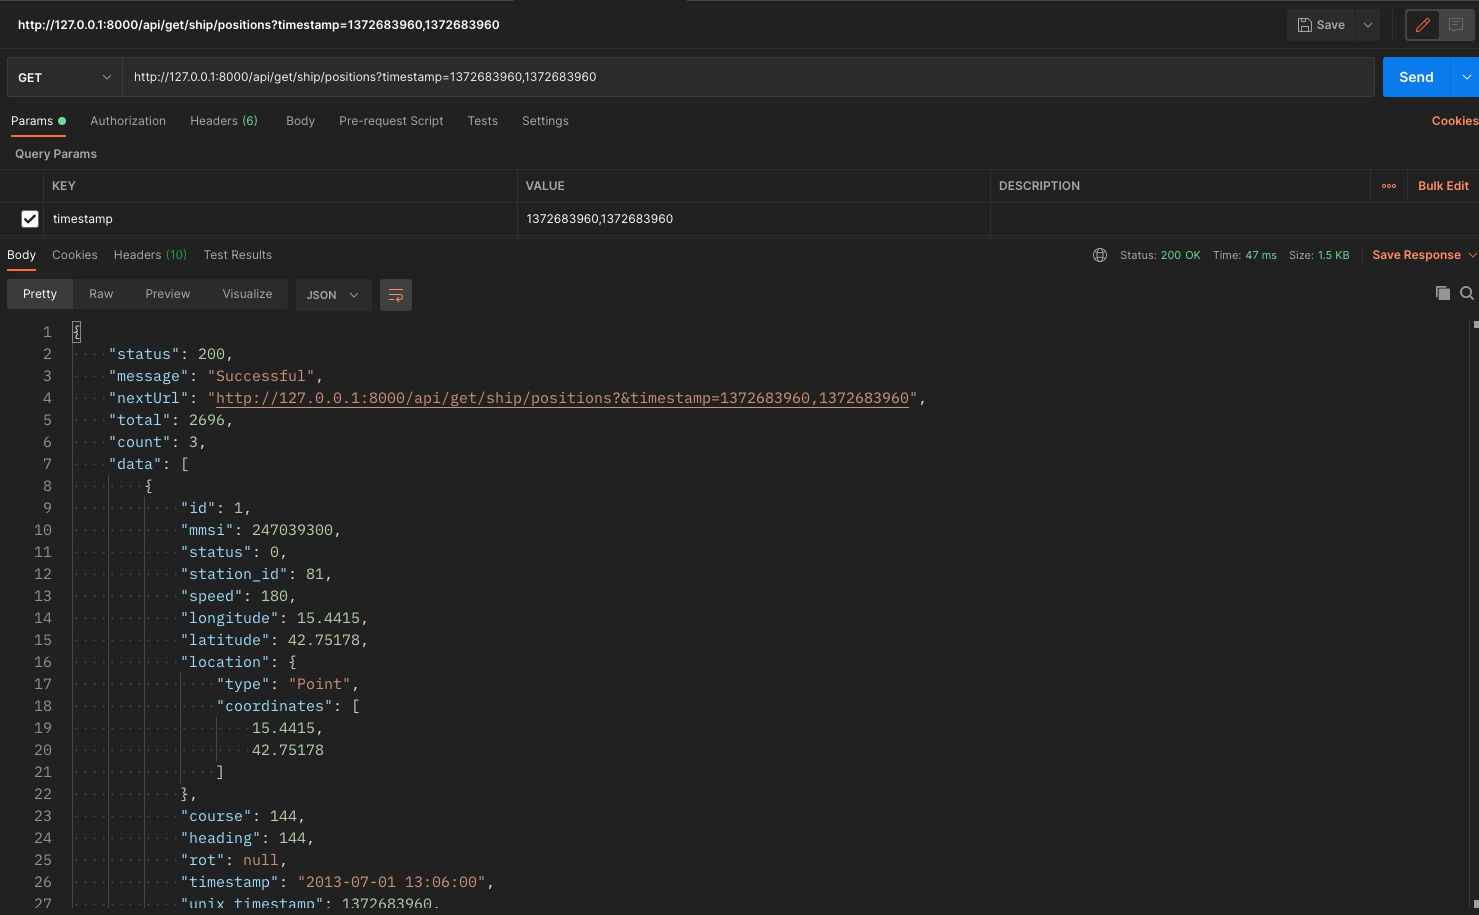 http://127.0.0.1:8000/api/get/ship/positions?timestamp=1372683960,1372683960
Save
GET
http://127.0.0.1:8000/api/get/ship/positions?timestamp=1372683960,1372683960
Send
Params Authorization Headers (6) Body Pre-request Script Tests Settings Cookies
Query Params
KEY VALUE DESCRIPTION Bulk Edit
timestamp 1372683960,1372683960
Body Cookies Headers (10) Test Results Status: 200 OK Time: 47 ms Size: 1.5 KB Save Response
Pretty Raw Preview Visualize JSON
1 {
2 "status": 200,
3 "message": "Successful",
4 "nextUrl": "http://127.0.0.1:8000/api/get/ship/positions?&timestamp=1372683960,1372683960",
5 "total": 2696,
6 "count": 3,
7 "data": [
8 {
9 "id": 1,
10 "mmsi": 247039300,
11 "status": 0,
12 "station_id": 81,
13 "speed": 180,
14 "longitude": 15.4415,
15 "latitude": 42.75178,
16 "location": {
17 "type": "Point",
18 "coordinates": [
19 15.4415,
20 42.75178
21 ]
22 },
23 "course": 144,
24 "heading": 144,
25 "rot": null,
26 "timestamp": "2013-07-01 13:06:00",
27 "unix_timestamp": 1372683960,